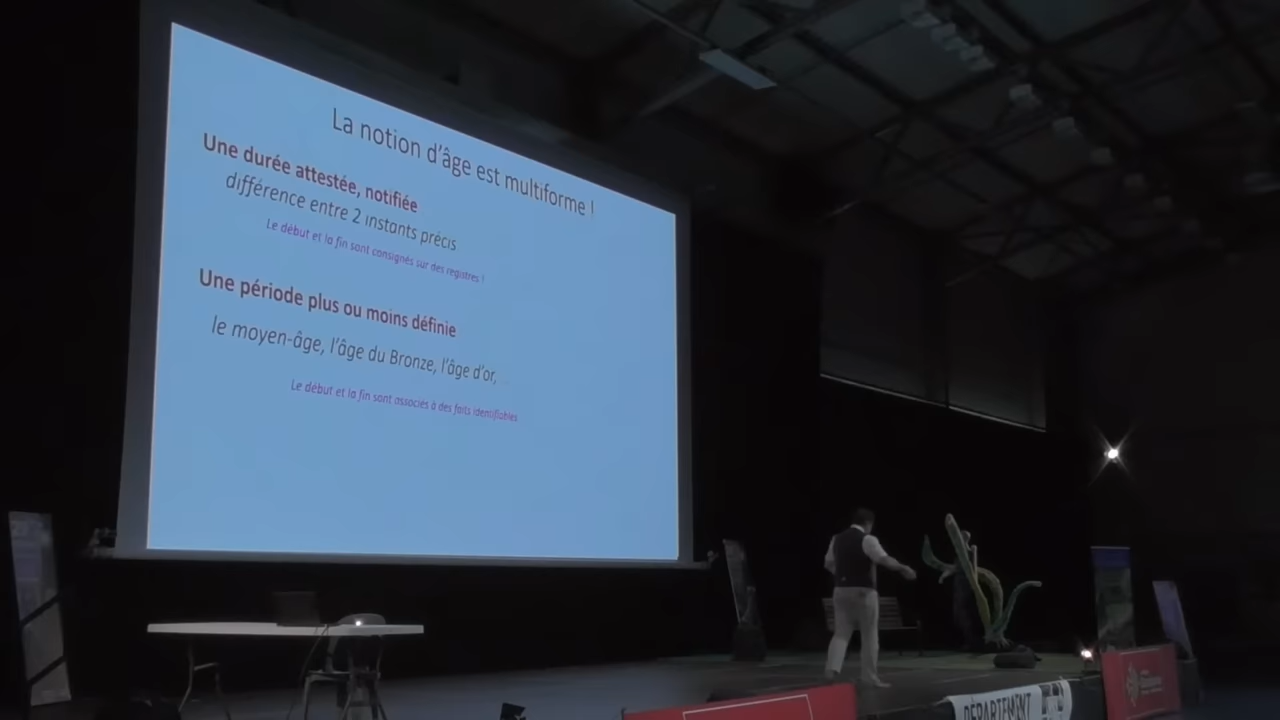 La notion d'âge est multiforme !
Une durée attestée, notifiée
différence entre 2 instants précis
Le début et la fin sont consignés sur des registres !
Une période plus ou moins définie
le moyen-âge, l'âge du Bronze, l'âge d'or,
Le début et la fin sont associés à des faits identifiables
DÉPARTEMENT